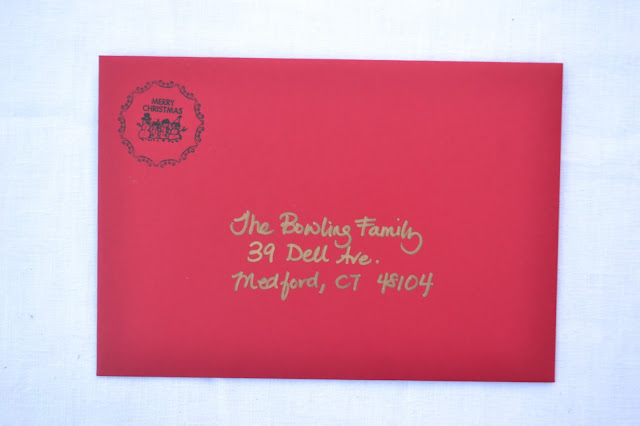 MERRY
CHRISTMAS
The Bowling Family
39 Dell Ave.
Medford, CT 48104